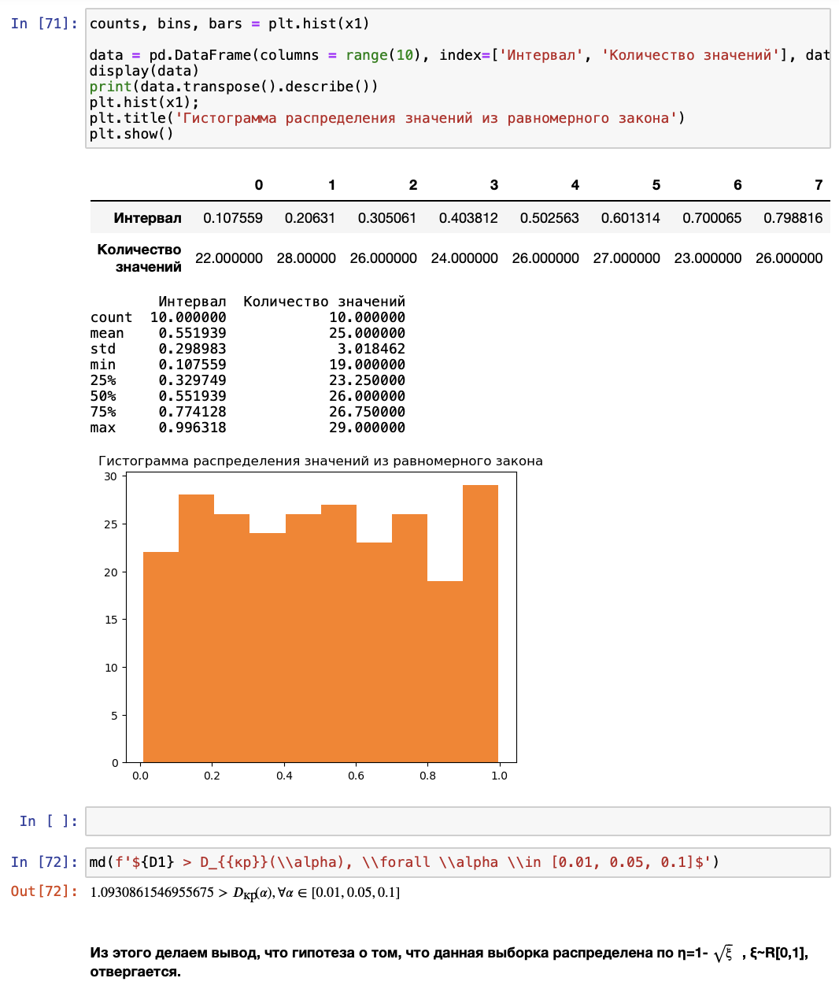 In [71]: counts, bins, bars = plt.hist(x1)
data = pd.DataFrame(columns = range(10), index=['Интервал', 'Количество значений'], dat
display(data)
print(data.transpose().describe())
plt.hist(x1);
plt.title('Гистограмма распределения значений из равномерного закона')
plt.show()
0 1 2 3 4 5 6 7
Интервал 0.107559 0.20631 0.305061 0.403812 0.502563 0.601314 0.700065 0.798816
Количество
значений 22.000000 28.00000 26.000000 24.000000 26.000000 27.000000 23.000000 26.000000
Интервал Количество значений
count 10.000000 10.000000
mean 0.551939 25.000000
std 0.298983 3.018462
min 0.107559 19.000000
25% 0.329749 23.250000
50% 0.551939 26.000000
75% 0.774128 26.750000
max 0.996318 29.000000
Гистограмма распределения значений из равномерного закона
30
25
20
15
10
5
0
0.0 0.2 0.4 0.6 0.8 1.0
In [ ]:
In [72]: md(f'${D1} > D_{{кр}}(\\alpha), \\forall \\alpha \\in [0.01, 0.05, 0.1]$')
Out[72]: 1.0930861546955675 > Dкр(α), ∀α ∈ [0.01, 0.05, 0.1]
Из этого делаем вывод, что гипотеза о том, что данная выборка распределена по η=1- √ξ , ξ~R[0,1],
отвергается.